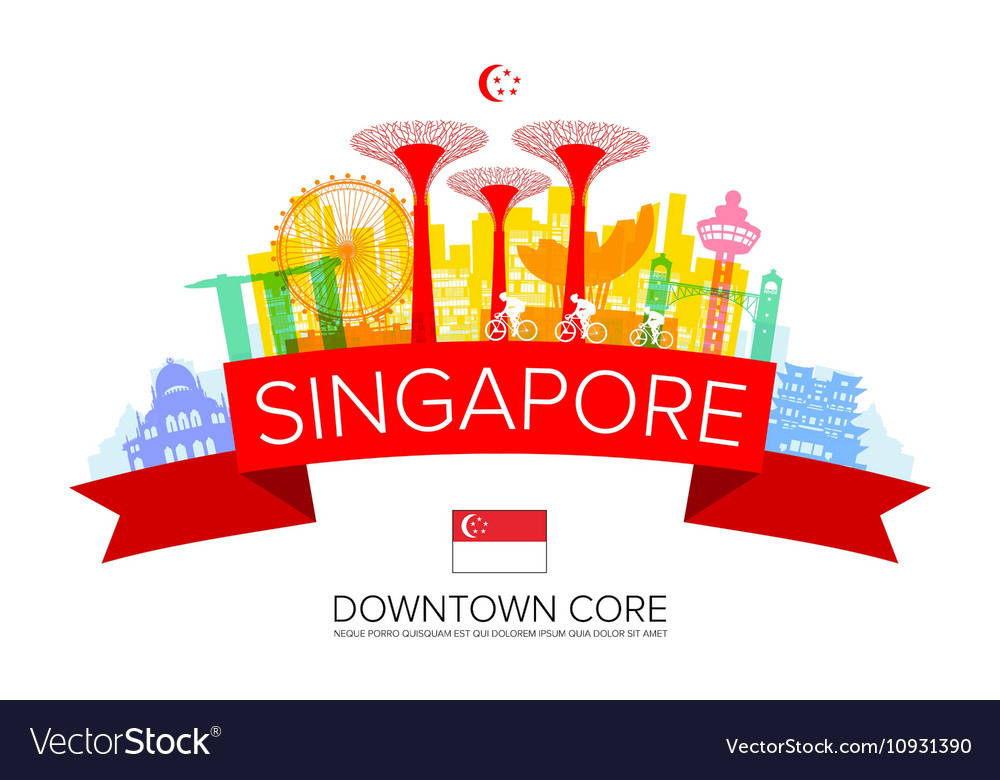 SINGAPORE
DOWNTOWN CORE
NEQUE PORRO QUISQUAM EST QUI DOLOREM IPSUM QUIA DOLOR SIT AMET
VectorStock®
VectorStock.com/10931390